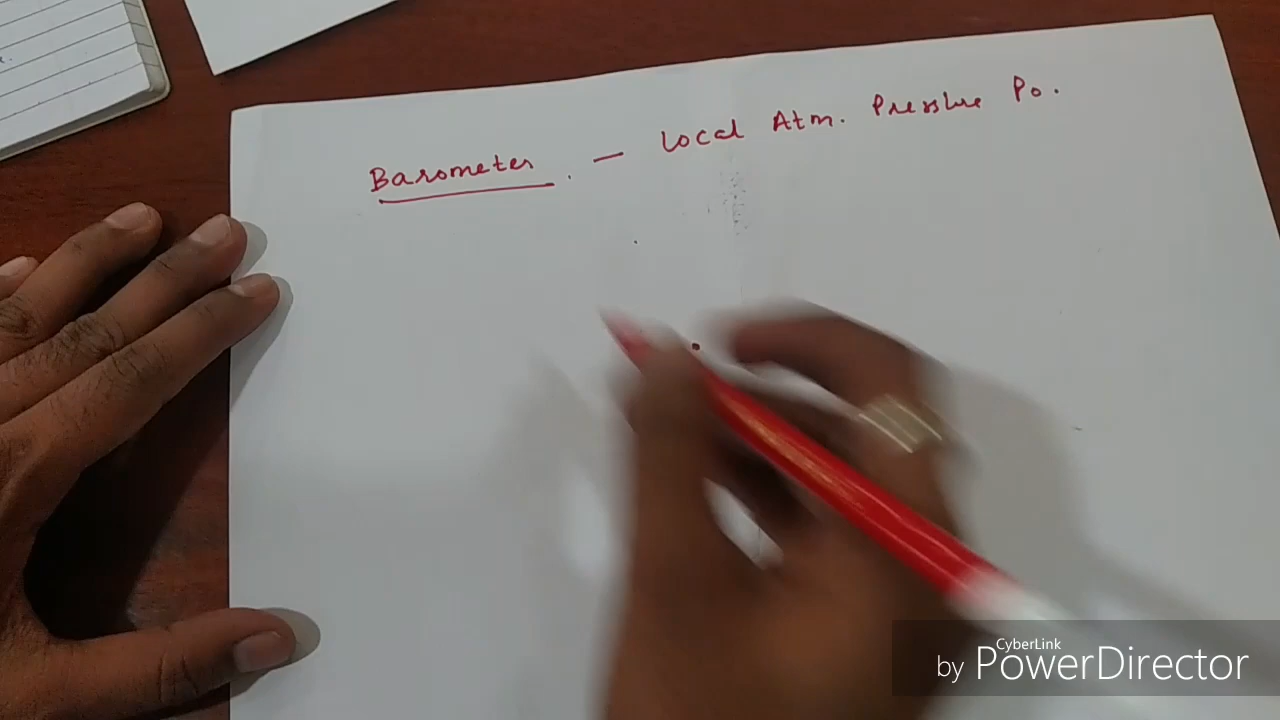 Barometer. — Local Atm. Pressure Po.
CyberLink
by PowerDirector